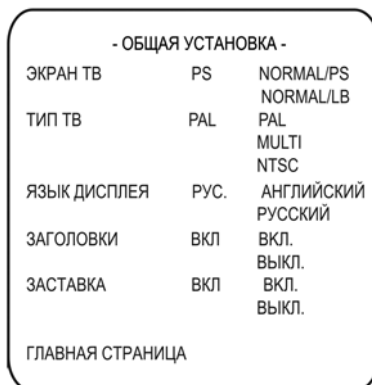 - ОБЩАЯ УСТАНОВКА -
ЭКРАН ТВ PS NORMAL/PS
NORMAL/LB
ТИП ТВ PAL PAL
MULTI
NTSC
ЯЗЫК ДИСПЛЕЯ РУС. АНГЛИЙСКИЙ
РУССКИЙ
ЗАГОЛОВКИ ВКЛ ВКЛ.
ВЫКЛ.
ЗАСТАВКА ВКЛ ВКЛ.
ВЫКЛ.
ГЛАВНАЯ СТРАНИЦА